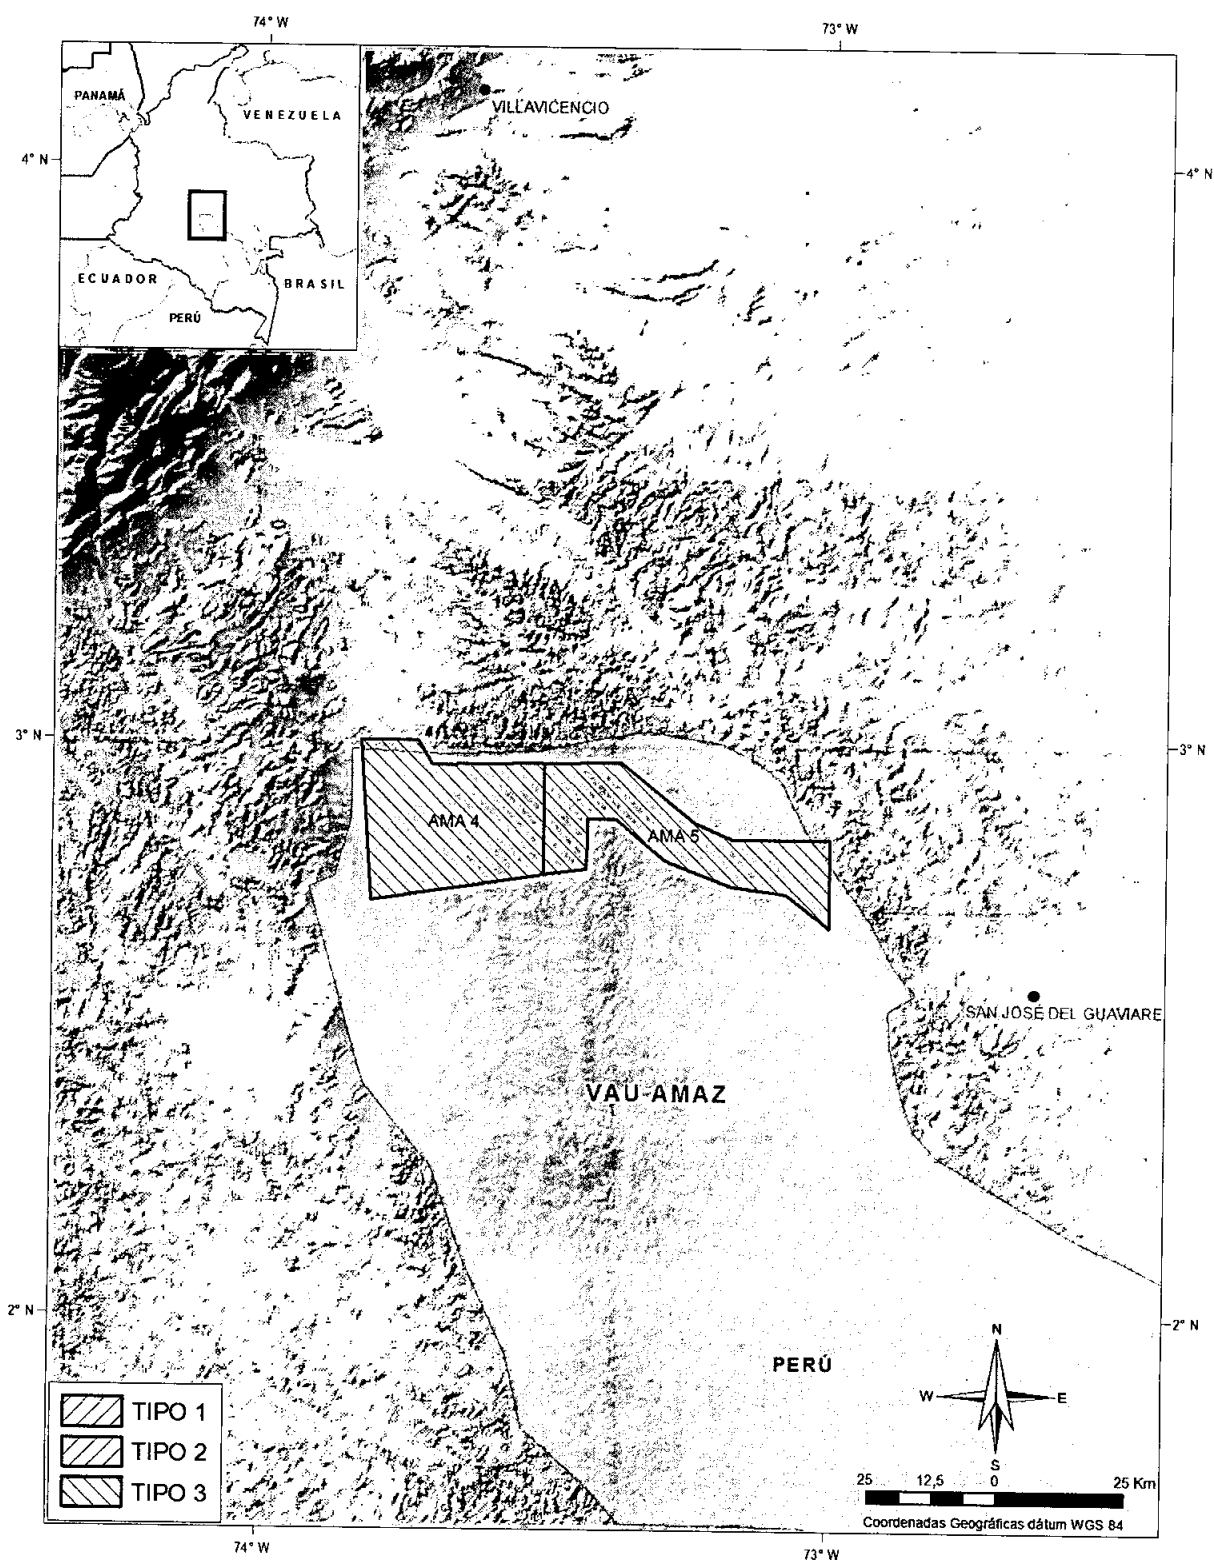 74° W
73° W
PANAMÁ
VENEZUELA
ECUADOR
BRASIL
PERÚ
VILLAVICENCIO
4° N
4° N
3° N
3° N
AMA 4
AMA 5
SAN JOSÉ DEL GUAVIARE
VAU-AMAZ
2° N
2° N
PERÚ
N
W
E
S
TIPO 1
TIPO 2
TIPO 3
25 12,5 0 25 Km
Coordenadas Geográficas dátum WGS 84
74° W
73° W